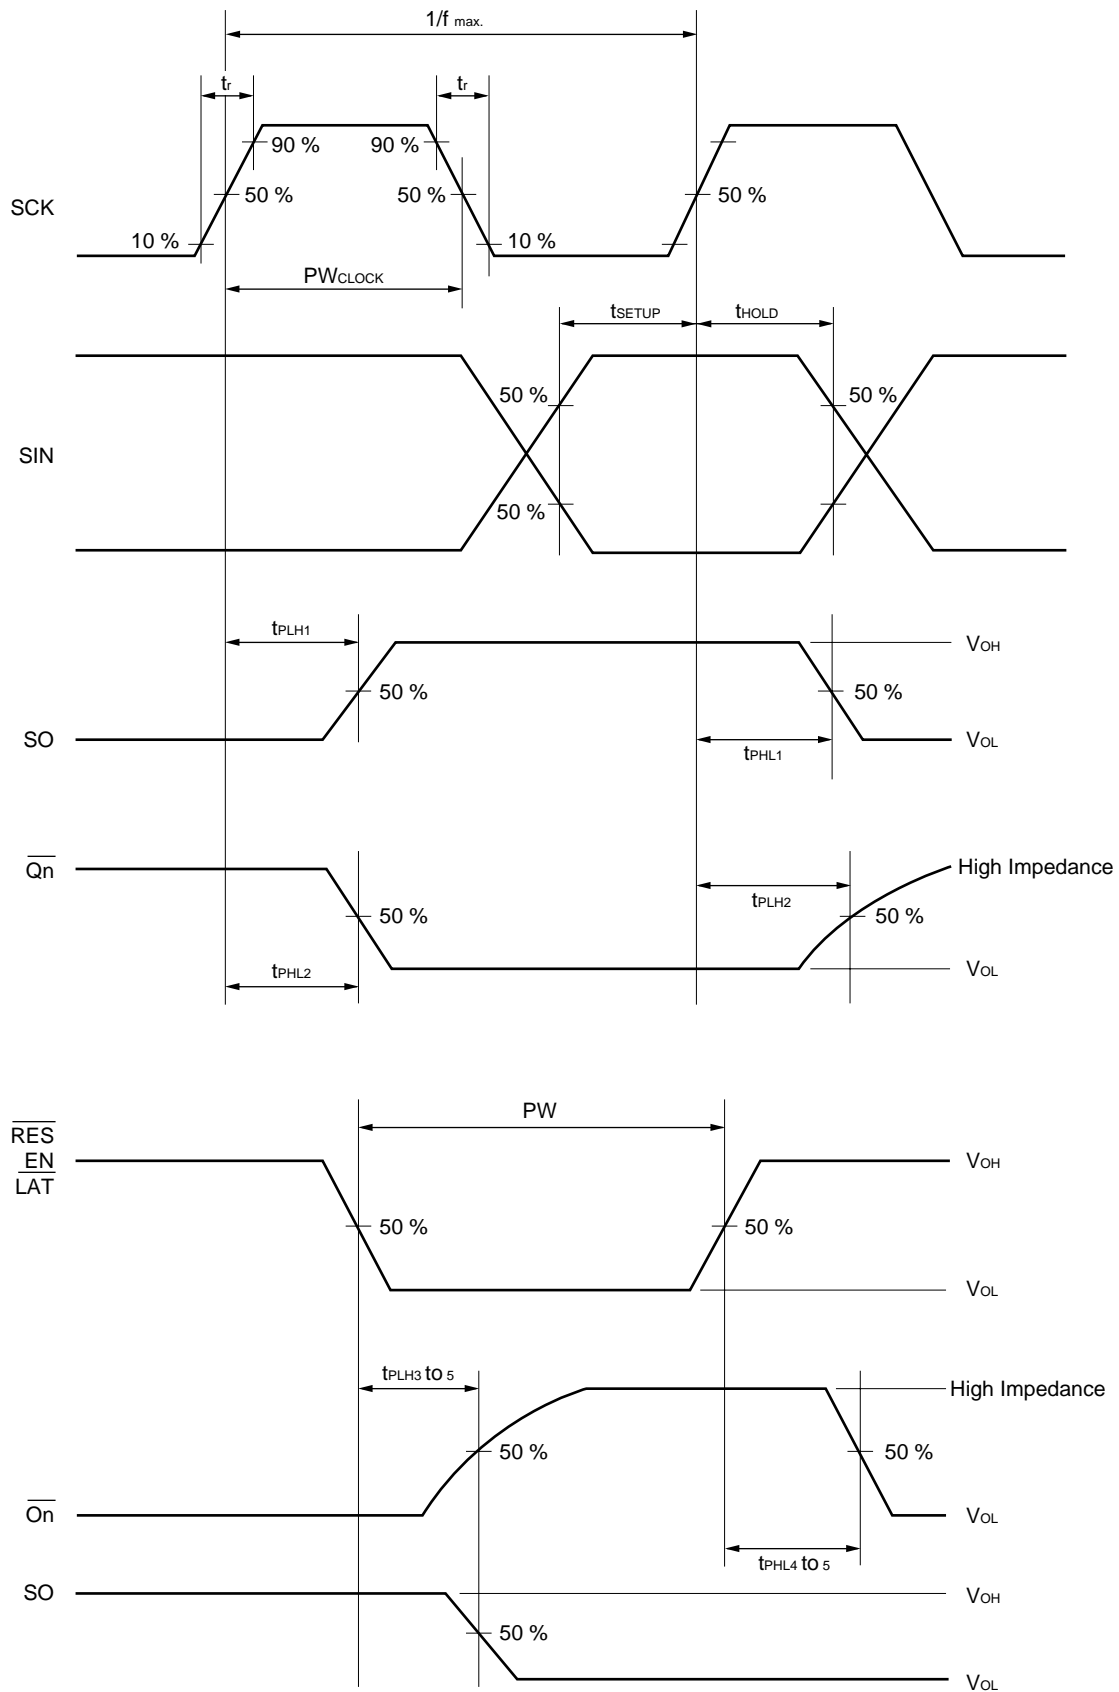 1/f max.
tr
tr
90 %
90 %
SCK
50 %
50 %
50 %
10 %
10 %
PWCLOCK
tSETUP
tHOLD
50 %
50 %
SIN
50 %
tPLH1
VOH
50 %
50 %
SO
tPHL1
VOL
Qn
High Impedance
tPLH2
50 %
50 %
tPHL2
VOL
PW
RES
EN
LAT
VOH
50 %
50 %
VOL
tPLH3 to 5
High Impedance
50 %
50 %
On
VOL
tPHL4 to 5
SO
VOH
50 %
VOL